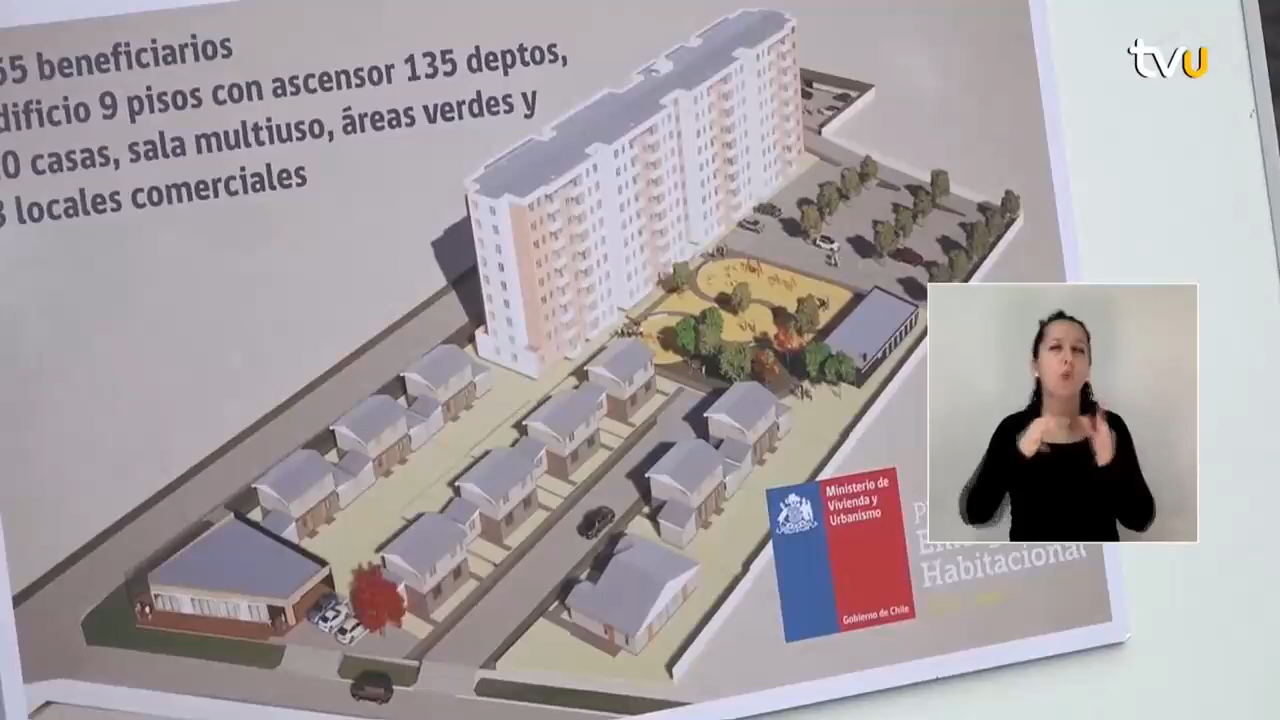 55 beneficiarios
dificio 9 pisos con ascensor 135 deptos,
0 casas, sala multiuso, áreas verdes y
locales comerciales
tvu
Ministerio de
Vivienda y
Urbanismo
Gobierno de Chile
Habitacional